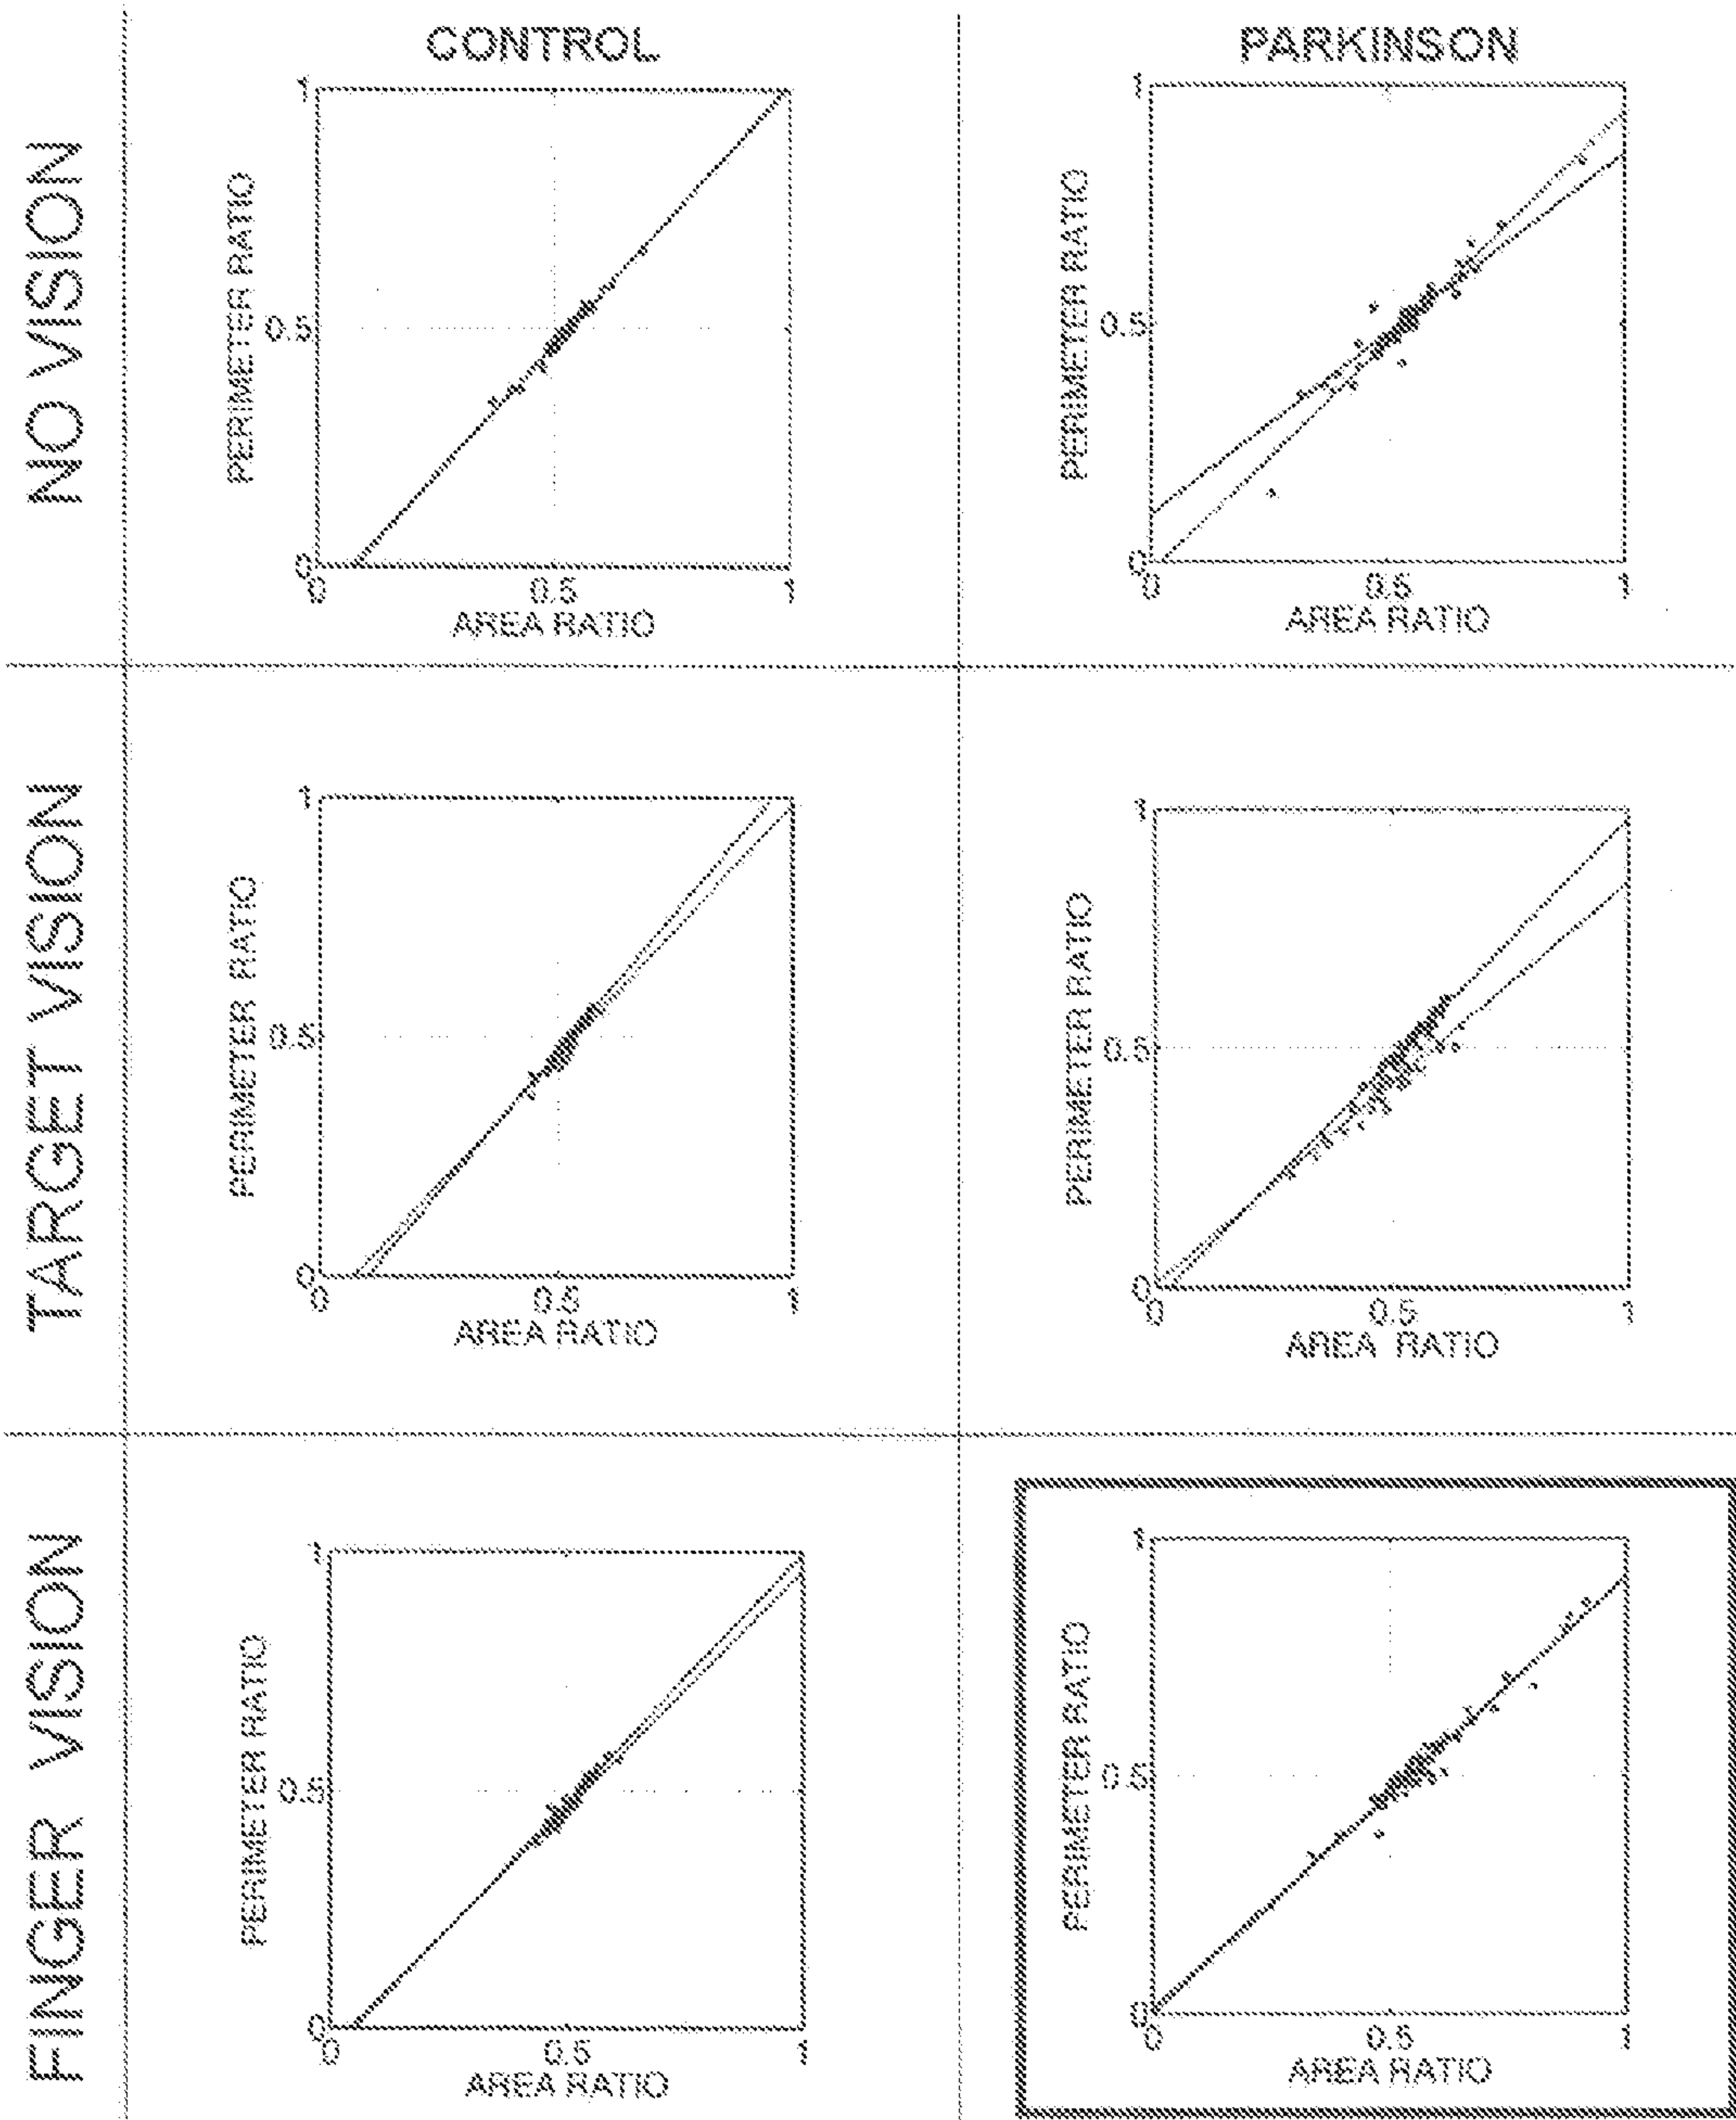 CONTROL
PARKINSON
NO VISION
1
PERIMETER RATIO
0.5
0
0
0.5
1
AREA RATIO
1
PERIMETER RATIO
0.5
0
0
0.5
1
AREA RATIO
TARGET VISION
1
PERIMETER RATIO
0.5
0
0
0.5
1
AREA RATIO
1
PERIMETER RATIO
0.5
0
0
0.5
1
AREA RATIO
FINGER VISION
1
PERIMETER RATIO
0.5
0
0
0.5
1
AREA RATIO
1
PERIMETER RATIO
0.5
0
0
0.5
1
AREA RATIO